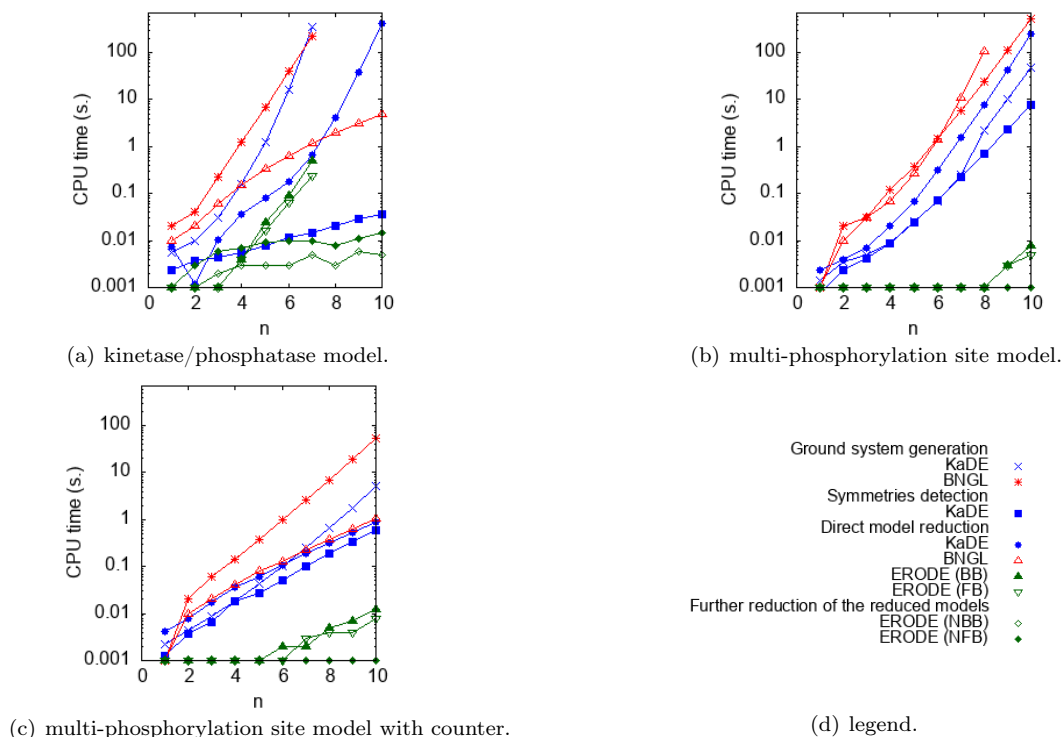 CPU time (s.)
100
10
1
0.1
0.01
0.001
0 2 4 6 8 10
n
(a) kinetase/phosphatase model.
CPU time (s.)
100
10
1
0.1
0.01
0.001
0 2 4 6 8 10
n
(b) multi-phosphorylation site model.
CPU time (s.)
100
10
1
0.1
0.01
0.001
0 2 4 6 8 10
n
(c) multi-phosphorylation site model with counter.
Ground system generation
KaDE
BNGL
Symmetries detection
KaDE
Direct model reduction
KaDE
BNGL
ERODE (BB)
ERODE (FB)
Further reduction of the reduced models
ERODE (NBB)
ERODE (NFB)
(d) legend.